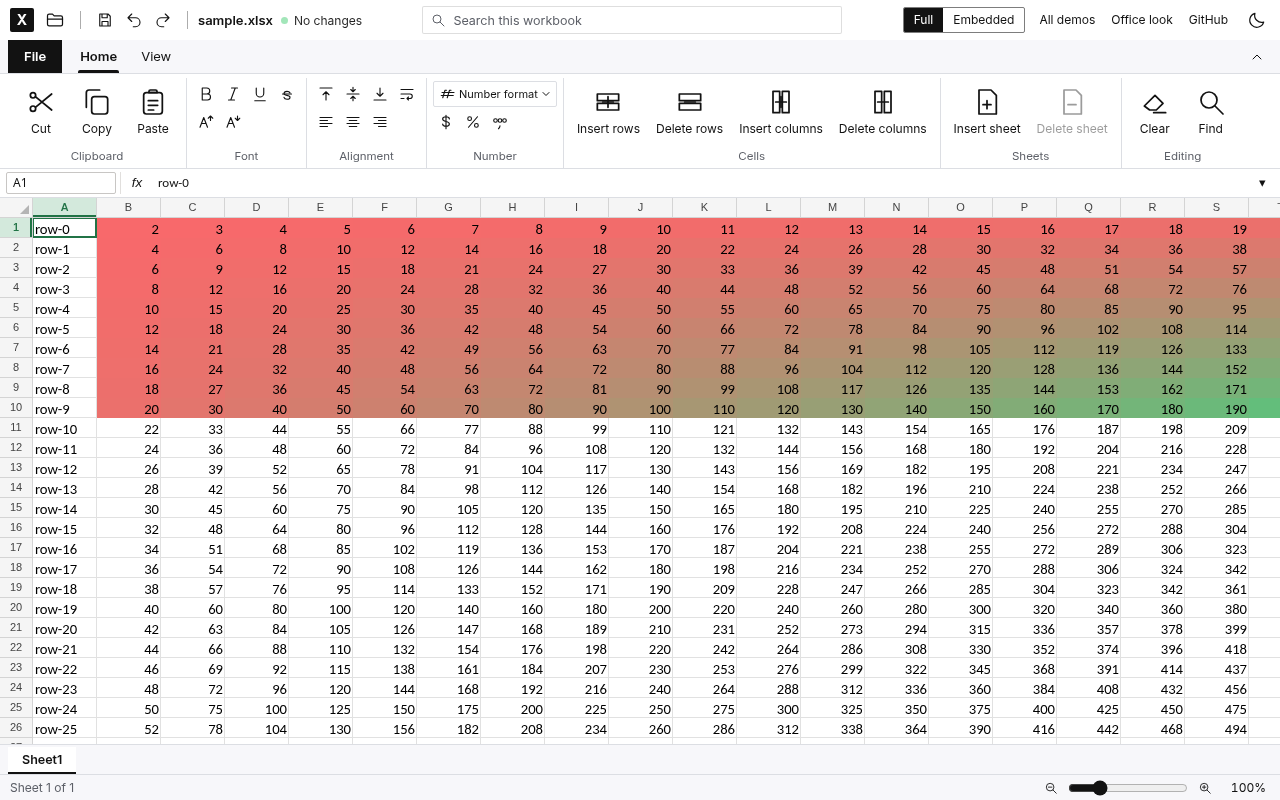 X sample.xlsx No changes Search this workbook Full Embedded All demos Office look GitHub
File Home View
Cut Copy Paste B I U S Number format Insert rows Delete rows Insert columns Delete columns Insert sheet Delete sheet Clear Find
A A $ %
Clipboard Font Alignment Number Cells Sheets Editing
A1 fx row-0
A B C D E F G H I J K L M N O P Q R S
1 row-0 2 3 4 5 6 7 8 9 10 11 12 13 14 15 16 17 18 19
2 row-1 4 6 8 10 12 14 16 18 20 22 24 26 28 30 32 34 36 38
3 row-2 6 9 12 15 18 21 24 27 30 33 36 39 42 45 48 51 54 57
4 row-3 8 12 16 20 24 28 32 36 40 44 48 52 56 60 64 68 72 76
5 row-4 10 15 20 25 30 35 40 45 50 55 60 65 70 75 80 85 90 95
6 row-5 12 18 24 30 36 42 48 54 60 66 72 78 84 90 96 102 108 114
7 row-6 14 21 28 35 42 49 56 63 70 77 84 91 98 105 112 119 126 133
8 row-7 16 24 32 40 48 56 64 72 80 88 96 104 112 120 128 136 144 152
9 row-8 18 27 36 45 54 63 72 81 90 99 108 117 126 135 144 153 162 171
10 row-9 20 30 40 50 60 70 80 90 100 110 120 130 140 150 160 170 180 190
11 row-10 22 33 44 55 66 77 88 99 110 121 132 143 154 165 176 187 198 209
12 row-11 24 36 48 60 72 84 96 108 120 132 144 156 168 180 192 204 216 228
13 row-12 26 39 52 65 78 91 104 117 130 143 156 169 182 195 208 221 234 247
14 row-13 28 42 56 70 84 98 112 126 140 154 168 182 196 210 224 238 252 266
15 row-14 30 45 60 75 90 105 120 135 150 165 180 195 210 225 240 255 270 285
16 row-15 32 48 64 80 96 112 128 144 160 176 192 208 224 240 256 272 288 304
17 row-16 34 51 68 85 102 119 136 153 170 187 204 221 238 255 272 289 306 323
18 row-17 36 54 72 90 108 126 144 162 180 198 216 234 252 270 288 306 324 342
19 row-18 38 57 76 95 114 133 152 171 190 209 228 247 266 285 304 323 342 361
20 row-19 40 60 80 100 120 140 160 180 200 220 240 260 280 300 320 340 360 380
21 row-20 42 63 84 105 126 147 168 189 210 231 252 273 294 315 336 357 378 399
22 row-21 44 66 88 110 132 154 176 198 220 242 264 286 308 330 352 374 396 418
23 row-22 46 69 92 115 138 161 184 207 230 253 276 299 322 345 368 391 414 437
24 row-23 48 72 96 120 144 168 192 216 240 264 288 312 336 360 384 408 432 456
25 row-24 50 75 100 125 150 175 200 225 250 275 300 325 350 375 400 425 450 475
26 row-25 52 78 104 130 156 182 208 234 260 286 312 338 364 390 416 442 468 494
Sheet1
Sheet 1 of 1 100%